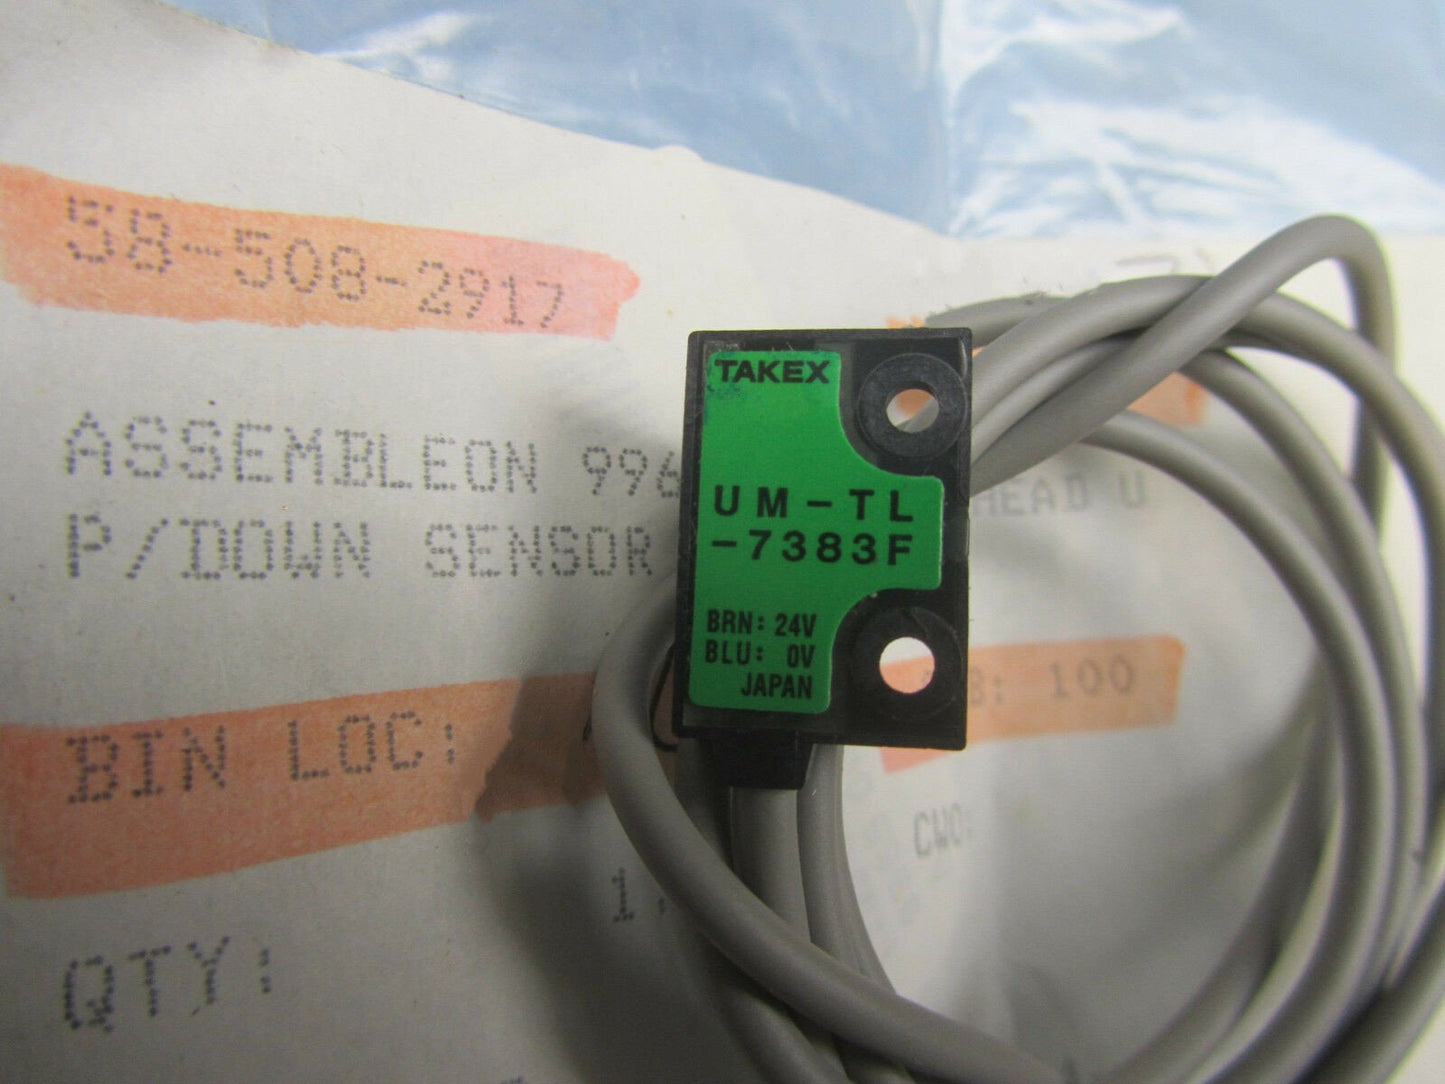 58-508-2917
ASSEMBLEON 996
HEAD U
P/DOWN SENSOR
BIN LOC:
: 100
CWO:
1.
QTY:
TAKEX
UM-TL
-7383F
BRN: 24V
BLU: 0V
JAPAN